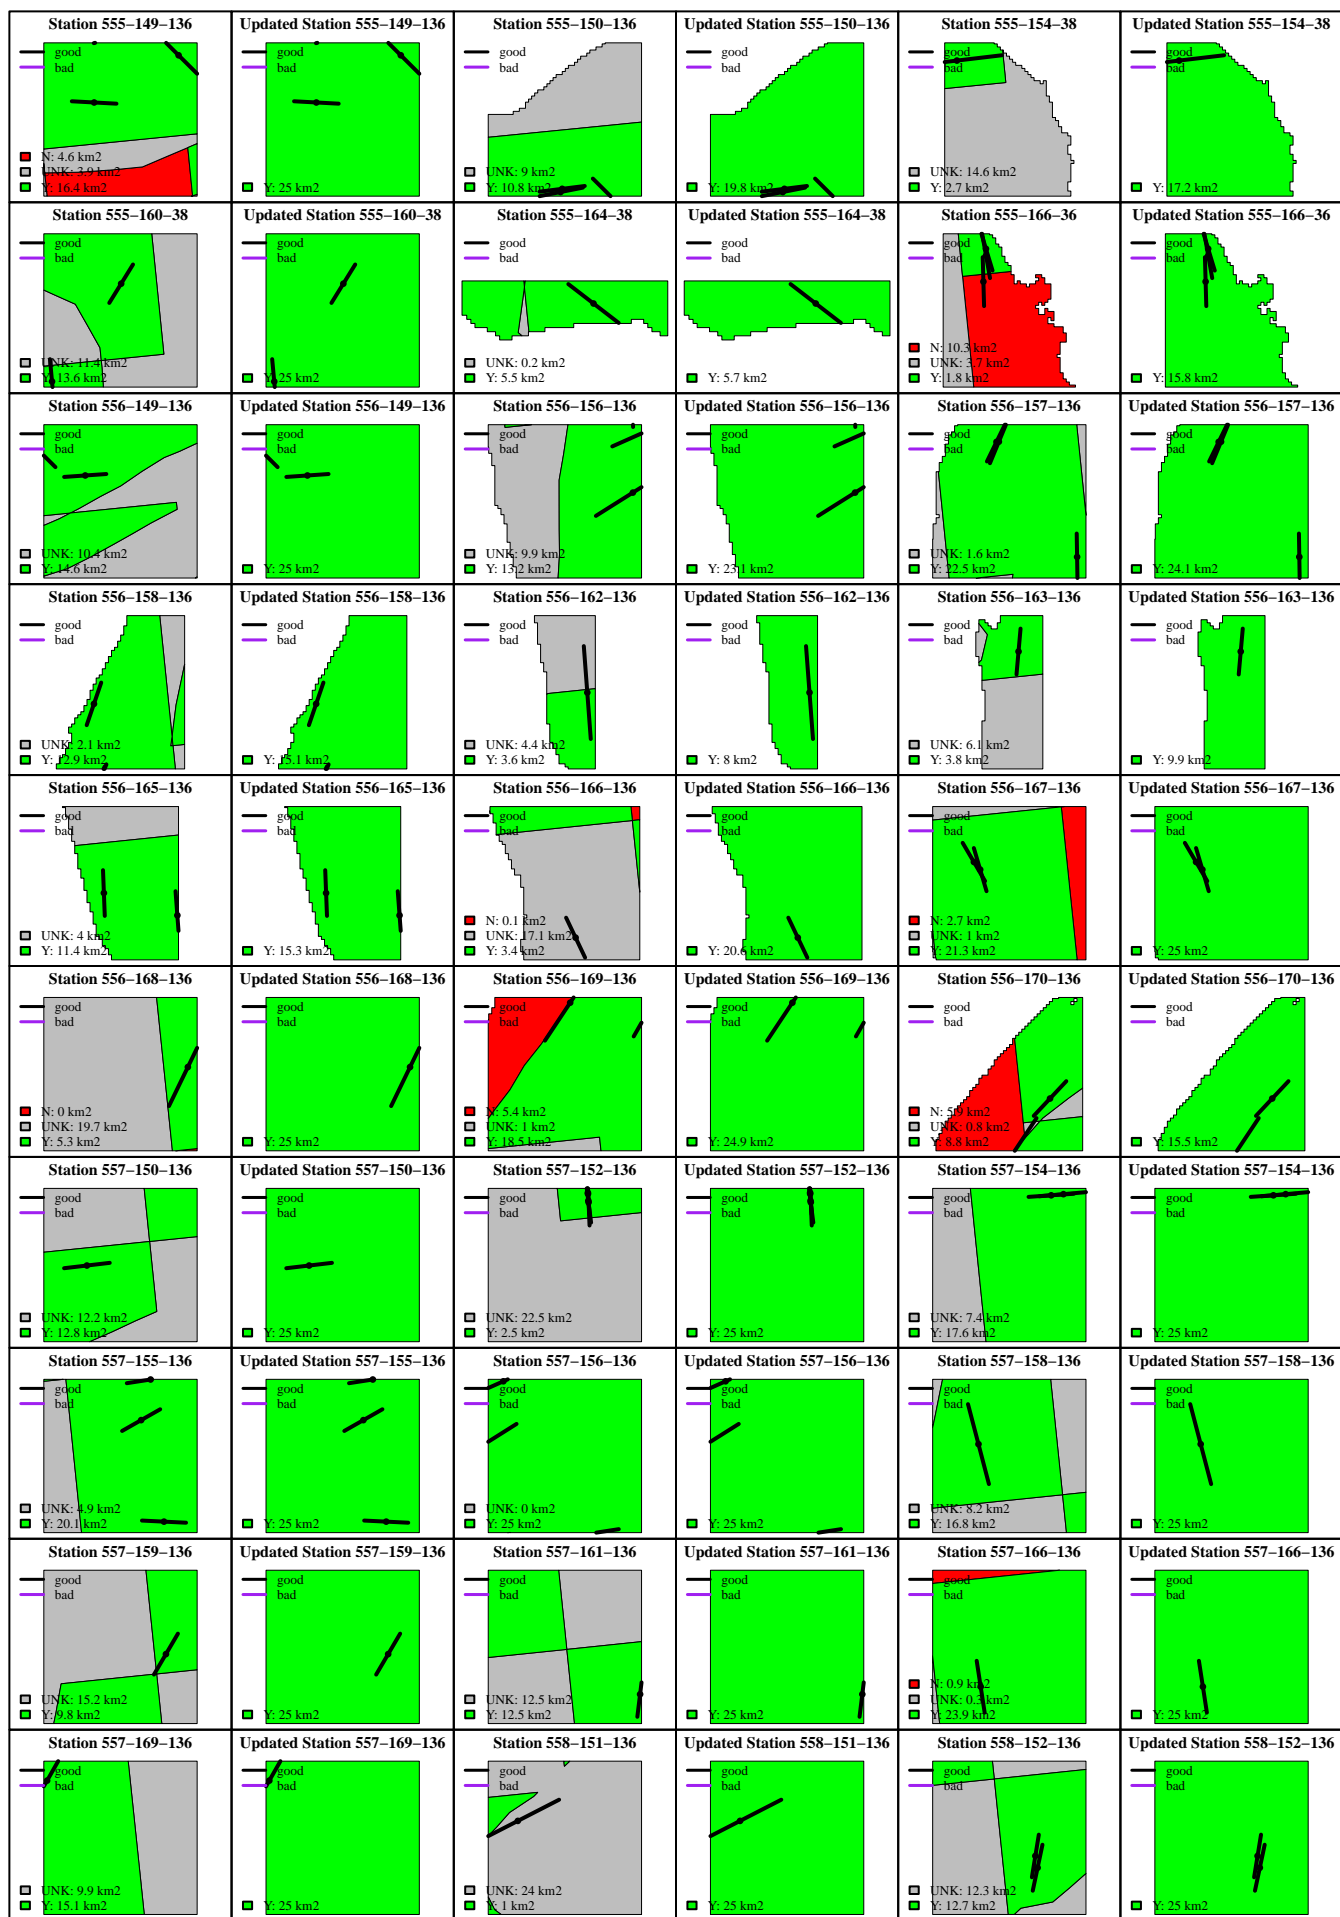 Station 555−149−136
good
bad
N: 4.6 km2
UNK: 3.9 km2
Y: 16.4 km2
Updated Station 555−149−136
good
bad
Y: 25 km2
Station 555−150−136
good
bad
UNK: 9 km2
Y: 10.8 km2
Updated Station 555−150−136
good
bad
Y: 19.8 km2
Station 555−154−38
good
bad
UNK: 14.6 km2
Y: 2.7 km2
Updated Station 555−154−38
good
bad
Y: 17.2 km2
Station 555−160−38
good
bad
UNK: 11.4 km2
Y: 13.6 km2
Updated Station 555−160−38
good
bad
Y: 25 km2
Station 555−164−38
good
bad
UNK: 0.2 km2
Y: 5.5 km2
Updated Station 555−164−38
good
bad
Y: 5.7 km2
Station 555−166−36
good
bad
N: 10.3 km2
UNK: 3.7 km2
Y: 1.8 km2
Updated Station 555−166−36
good
bad
Y: 15.8 km2
Station 556−149−136
good
bad
UNK: 10.4 km2
Y: 14.6 km2
Updated Station 556−149−136
good
bad
Y: 25 km2
Station 556−156−136
good
bad
UNK: 9.9 km2
Y: 13.2 km2
Updated Station 556−156−136
good
bad
Y: 23.1 km2
Station 556−157−136
good
bad
UNK: 1.6 km2
Y: 22.5 km2
Updated Station 556−157−136
good
bad
Y: 24.1 km2
Station 556−158−136
good
bad
UNK: 2.1 km2
Y: 12.9 km2
Updated Station 556−158−136
good
bad
Y: 15.1 km2
Station 556−162−136
good
bad
UNK: 4.4 km2
Y: 3.6 km2
Updated Station 556−162−136
good
bad
Y: 8 km2
Station 556−163−136
good
bad
UNK: 6.1 km2
Y: 3.8 km2
Updated Station 556−163−136
good
bad
Y: 9.9 km2
Station 556−165−136
good
bad
UNK: 4 km2
Y: 11.4 km2
Updated Station 556−165−136
good
bad
Y: 15.3 km2
Station 556−166−136
good
bad
N: 0.1 km2
UNK: 17.1 km2
Y: 3.4 km2
Updated Station 556−166−136
good
bad
Y: 20.6 km2
Station 556−167−136
good
bad
N: 2.7 km2
UNK: 1 km2
Y: 21.3 km2
Updated Station 556−167−136
good
bad
Y: 25 km2
Station 556−168−136
good
bad
N: 0 km2
UNK: 19.7 km2
Y: 5.3 km2
Updated Station 556−168−136
good
bad
Y: 25 km2
Station 556−169−136
good
bad
N: 5.4 km2
UNK: 1 km2
Y: 18.5 km2
Updated Station 556−169−136
good
bad
Y: 24.9 km2
Station 556−170−136
good
bad
N: 5.9 km2
UNK: 0.8 km2
Y: 8.8 km2
Updated Station 556−170−136
good
bad
Y: 15.5 km2
Station 557−150−136
good
bad
UNK: 12.2 km2
Y: 12.8 km2
Updated Station 557−150−136
good
bad
Y: 25 km2
Station 557−152−136
good
bad
UNK: 22.5 km2
Y: 2.5 km2
Updated Station 557−152−136
good
bad
Y: 25 km2
Station 557−154−136
good
bad
UNK: 7.4 km2
Y: 17.6 km2
Updated Station 557−154−136
good
bad
Y: 25 km2
Station 557−155−136
good
bad
UNK: 4.9 km2
Y: 20.1 km2
Updated Station 557−155−136
good
bad
Y: 25 km2
Station 557−156−136
good
bad
UNK: 0 km2
Y: 25 km2
Updated Station 557−156−136
good
bad
Y: 25 km2
Station 557−158−136
good
bad
UNK: 8.2 km2
Y: 16.8 km2
Updated Station 557−158−136
good
bad
Y: 25 km2
Station 557−159−136
good
bad
UNK: 15.2 km2
Y: 9.8 km2
Updated Station 557−159−136
good
bad
Y: 25 km2
Station 557−161−136
good
bad
UNK: 12.5 km2
Y: 12.5 km2
Updated Station 557−161−136
good
bad
Y: 25 km2
Station 557−166−136
good
bad
N: 0.9 km2
UNK: 0.3 km2
Y: 23.9 km2
Updated Station 557−166−136
good
bad
Y: 25 km2
Station 557−169−136
good
bad
UNK: 9.9 km2
Y: 15.1 km2
Updated Station 557−169−136
good
bad
Y: 25 km2
Station 558−151−136
good
bad
UNK: 24 km2
Y: 1 km2
Updated Station 558−151−136
good
bad
Y: 25 km2
Station 558−152−136
good
bad
UNK: 12.3 km2
Y: 12.7 km2
Updated Station 558−152−136
good
bad
Y: 25 km2